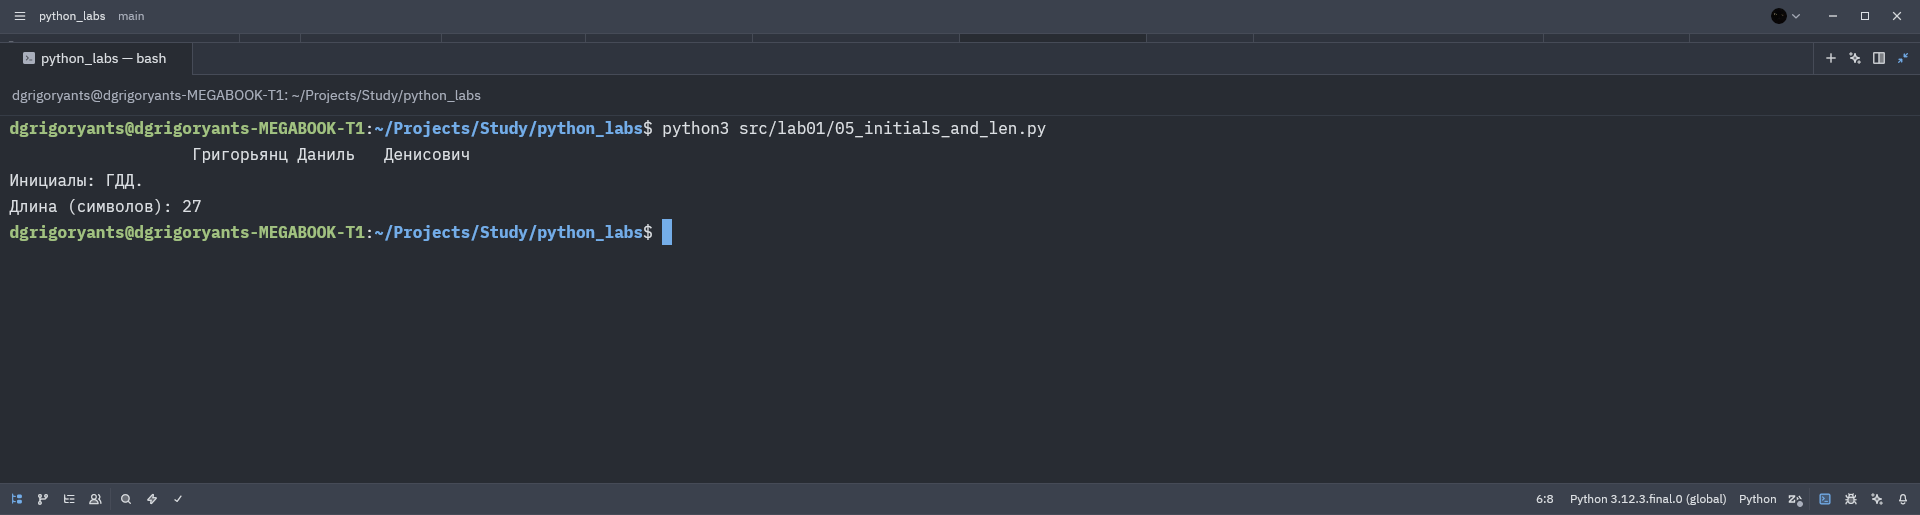 python_labs main
python_labs — bash
dgrigoryants@dgrigoryants-MEGABOOK-T1: ~/Projects/Study/python_labs
dgrigoryants@dgrigoryants-MEGABOOK-T1:~/Projects/Study/python_labs$ python3 src/lab01/05_initials_and_len.py
                   Григорьянц Даниль   Денисович
Инициалы: ГДД.
Длина (символов): 27
dgrigoryants@dgrigoryants-MEGABOOK-T1:~/Projects/Study/python_labs$
6:8 Python 3.12.3.final.0 (global) Python